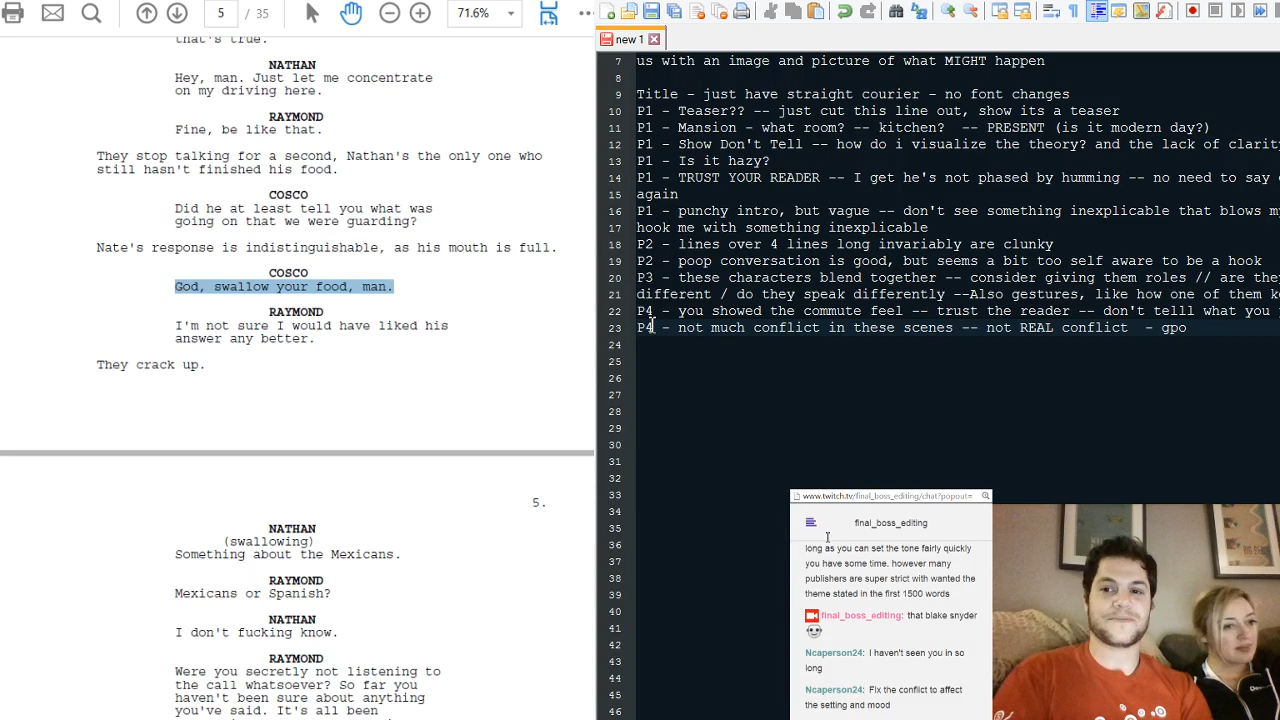 5 / 35
71.6%
that's true.
NATHAN
Hey, man. Just let me concentrate
on my driving here.
RAYMOND
Fine, be like that.
They stop talking for a second, Nathan's the only one who
still hasn't finished his food.
COSCO
Did he at least tell you what was
going on that we were guarding?
Nate's response is indistinguishable, as his mouth is full.
COSCO
God, swallow your food, man.
RAYMOND
I'm not sure I would have liked his
answer any better.
They crack up.
5.
NATHAN
(swallowing)
Something about the Mexicans.
RAYMOND
Mexicans or Spanish?
NATHAN
I don't fucking know.
RAYMOND
Were you secretly not listening to
the call whatsoever? So far you
haven't been sure about anything
you've said. It's all been
new 1
7 us with an image and picture of what MIGHT happen
8
9 Title - just have straight courier - no font changes
10 P1 - Teaser?? -- just cut this line out, show its a teaser
11 P1 - Mansion - what room? -- kitchen? -- PRESENT (is it modern day?)
12 P1 - Show Don't Tell -- how do i visualize the theory? and the lack of clarity
13 P1 - Is it hazy?
14 P1 - TRUST YOUR READER -- I get he's not phased by humming -- no need to say
15 again
16 P1 - punchy intro, but vague -- don't see something inexplicable that blows
17 hook me with something inexplicable
18 P2 - lines over 4 lines long invariably are clunky
19 P2 - poop conversation is good, but seems a bit too self aware to be a hook
20 P3 - these characters blend together -- consider giving them roles // are the
21 different / do they speak differently --Also gestures, like how one of them
22 P4 - you showed the commute feel -- trust the reader -- don't telll what you
23 P4 - not much conflict in these scenes -- not REAL conflict - gpo
24
25
26
27
28
29
30
31
32
33
34
35
36
37
38
39
40
41
42
43
44
45
46
www.twitch.tv/final_boss_editing/chat?popout=
final_boss_editing
long as you can set the tone fairly quickly
you have some time. however many
publishers are super strict with wanted the
theme stated in the first 1500 words
final_boss_editing: that blake snyder
Ncaperson24: I haven't seen you in so
long
Ncaperson24: Fix the conflict to affect
the setting and mood